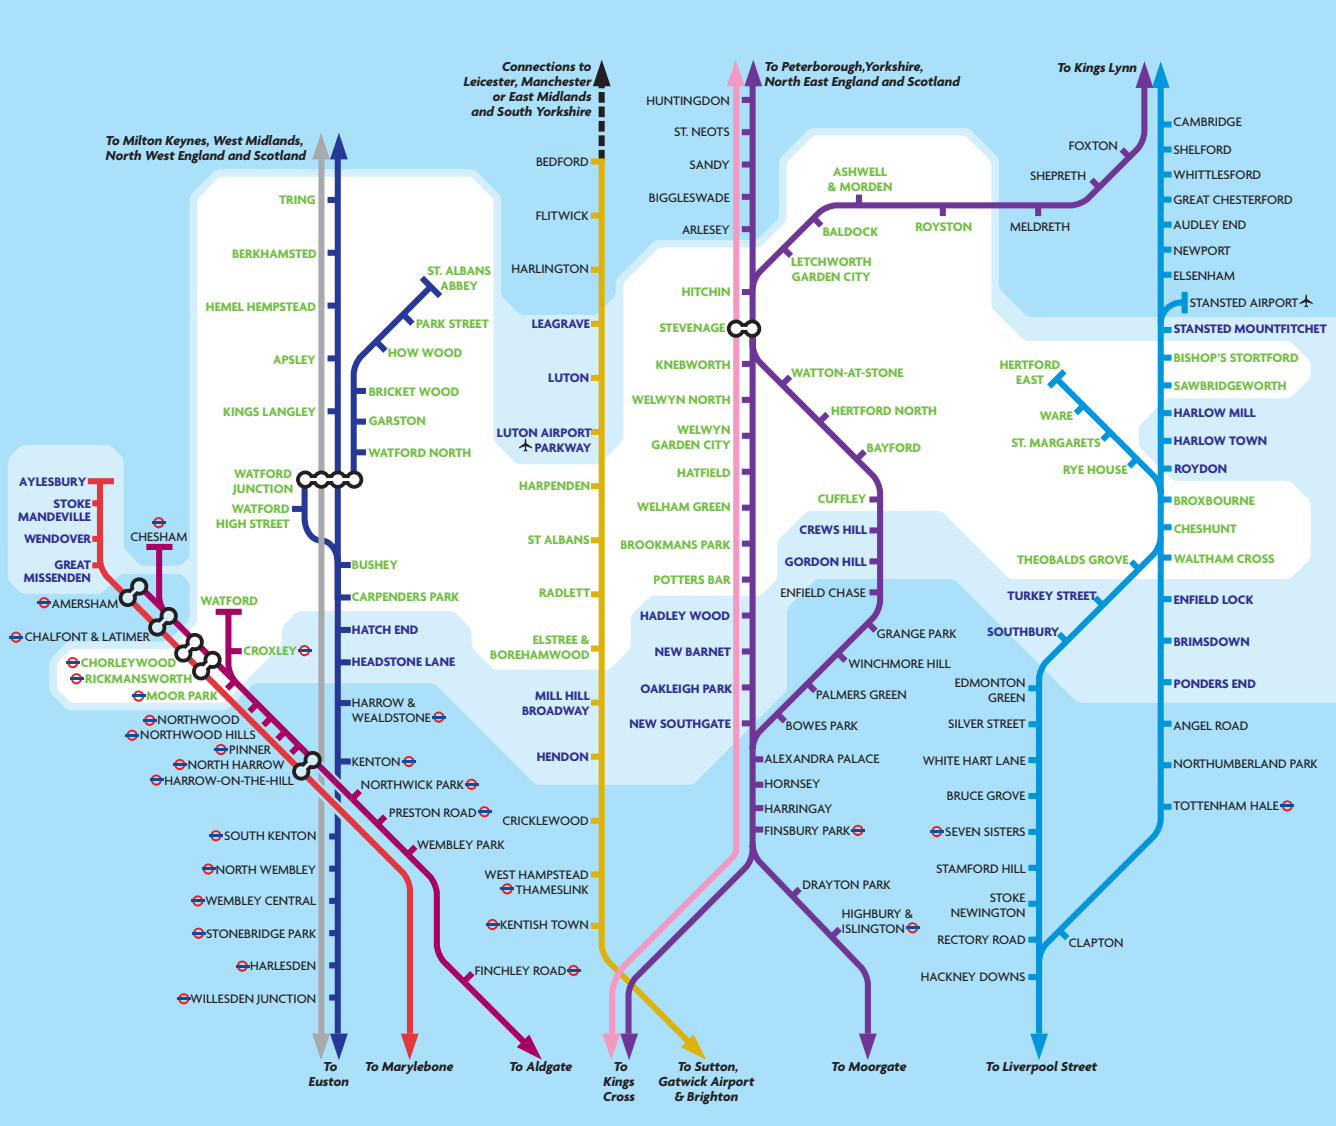 To Milton Keynes, West Midlands,
North West England and Scotland
TRING
BERKHAMSTED
HEMEL HEMPSTEAD
APSLEY
KINGS LANGLEY
WATFORD
JUNCTION
WATFORD
HIGH STREET
ST. ALBANS
ABBEY
PARK STREET
HOW WOOD
BRICKET WOOD
GARSTON
WATFORD NORTH
BUSHEY
CARPENDERS PARK
HATCH END
HEADSTONE LANE
HARROW &
WEALDSTONE
KENTON
NORTHWICK PARK
PRESTON ROAD
WEMBLEY PARK
FINCHLEY ROAD
AYLESBURY
STOKE
MANDEVILLE
WENDOVER
GREAT
MISSENDEN
CHESHAM
AMERSHAM
CHALFONT & LATIMER
CHORLEYWOOD
RICKMANSWORTH
MOOR PARK
WATFORD
CROXLEY
NORTHWOOD
NORTHWOOD HILLS
PINNER
NORTH HARROW
HARROW-ON-THE-HILL
SOUTH KENTON
NORTH WEMBLEY
WEMBLEY CENTRAL
STONEBRIDGE PARK
HARLESDEN
WILLESDEN JUNCTION
To
Euston
To Marylebone
To Aldgate
Connections to
Leicester, Manchester
or East Midlands
and South Yorkshire
BEDFORD
FLITWICK
HARLINGTON
LEAGRAVE
LUTON
LUTON AIRPORT
PARKWAY
HARPENDEN
ST ALBANS
RADLETT
ELSTREE &
BOREHAMWOOD
MILL HILL
BROADWAY
HENDON
CRICKLEWOOD
WEST HAMPSTEAD
THAMESLINK
KENTISH TOWN
To Sutton,
Gatwick Airport
& Brighton
To Peterborough,Yorkshire,
North East England and Scotland
HUNTINGDON
ST. NEOTS
SANDY
BIGGLESWADE
ARLESEY
HITCHIN
STEVENAGE
KNEBWORTH
WELWYN NORTH
WELWYN
GARDEN CITY
HATFIELD
WELHAM GREEN
BROOKMANS PARK
POTTERS BAR
HADLEY WOOD
NEW BARNET
OAKLEIGH PARK
NEW SOUTHGATE
ALEXANDRA PALACE
HORNSEY
HARRINGAY
FINSBURY PARK
DRAYTON PARK
HIGHBURY &
ISLINGTON
To
Kings
Cross
To Moorgate
ASHWELL
& MORDEN
BALDOCK
LETCHWORTH
GARDEN CITY
ROYSTON
MELDRETH
SHEPRETH
FOXTON
To Kings Lynn
WATTON-AT-STONE
HERTFORD NORTH
BAYFORD
CUFFLEY
CREWS HILL
GORDON HILL
ENFIELD CHASE
GRANGE PARK
WINCHMORE HILL
PALMERS GREEN
BOWES PARK
CAMBRIDGE
SHELFORD
WHITTLESFORD
GREAT CHESTERFORD
AUDLEY END
NEWPORT
ELSENHAM
STANSTED AIRPORT
STANSTED MOUNTFITCHET
BISHOP'S STORTFORD
SAWBRIDGEWORTH
HARLOW MILL
HARLOW TOWN
ROYDON
BROXBOURNE
CHESHUNT
WALTHAM CROSS
ENFIELD LOCK
BRIMSDOWN
PONDERS END
ANGEL ROAD
NORTHUMBERLAND PARK
TOTTENHAM HALE
CLAPTON
HERTFORD
EAST
WARE
ST. MARGARETS
RYE HOUSE
THEOBALDS GROVE
TURKEY STREET
SOUTHBURY
EDMONTON
GREEN
SILVER STREET
WHITE HART LANE
BRUCE GROVE
SEVEN SISTERS
STAMFORD HILL
STOKE
NEWINGTON
RECTORY ROAD
HACKNEY DOWNS
To Liverpool Street